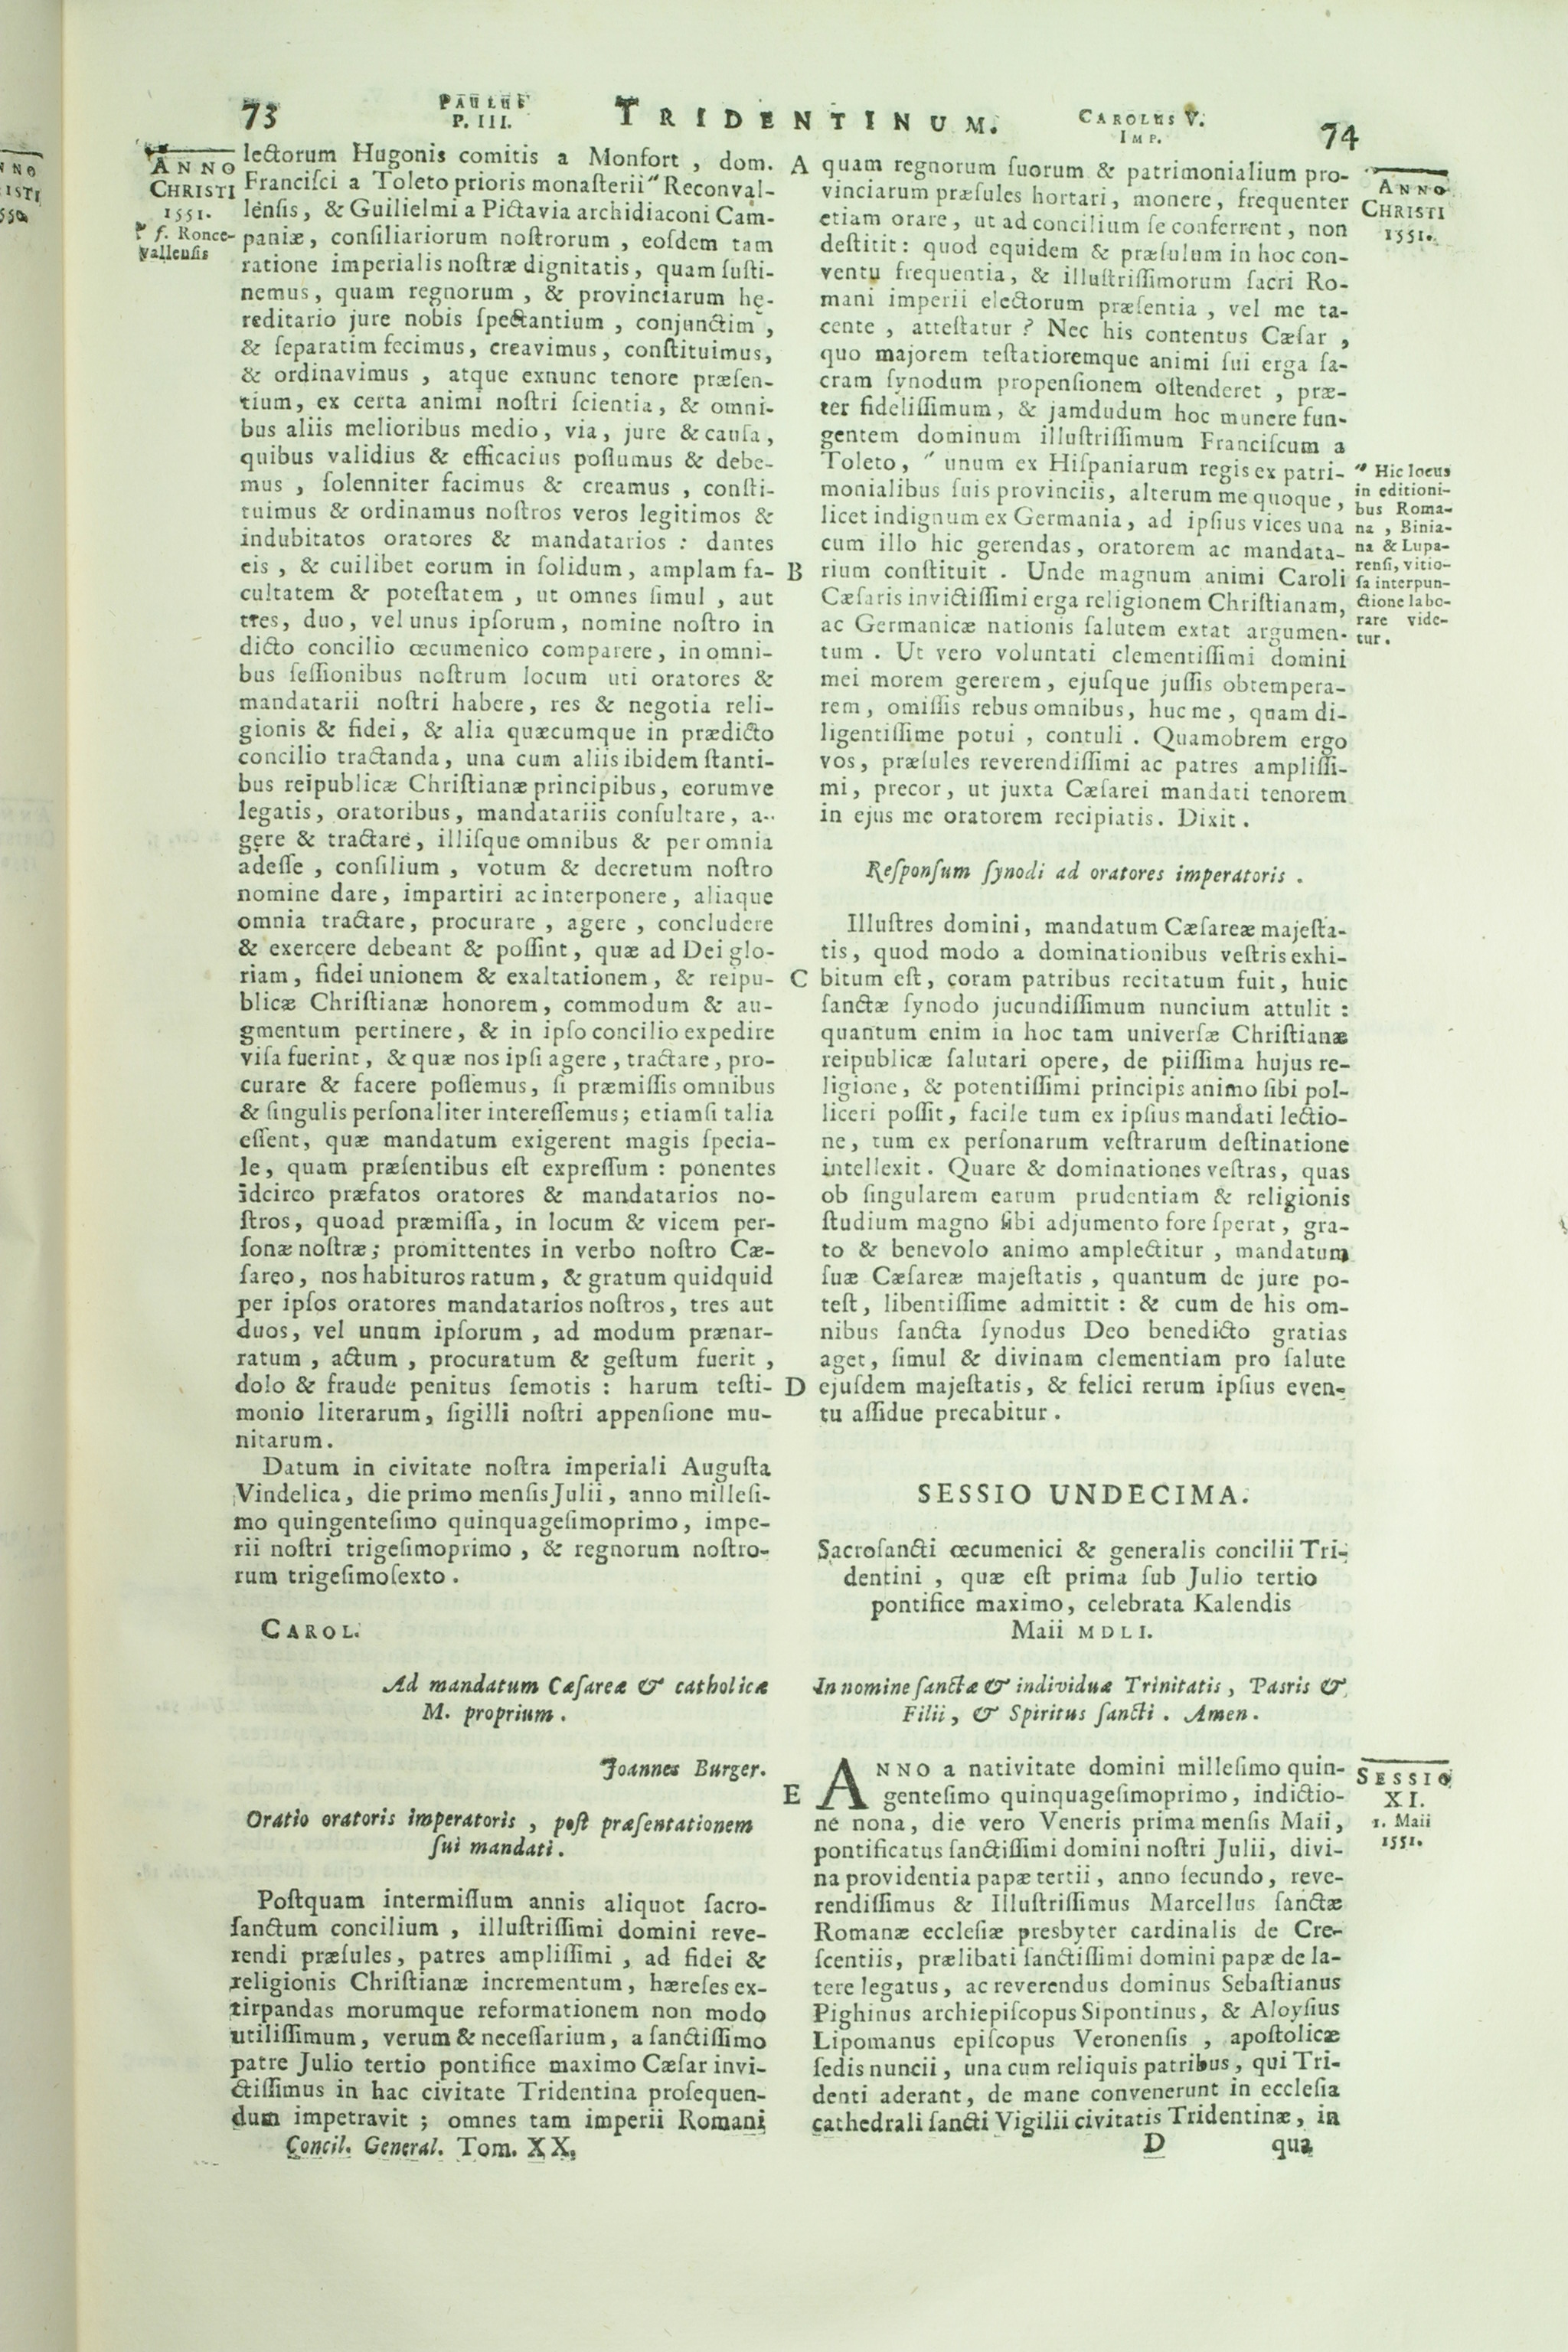 73
PAULUS
P. III.
TRIDENTINUM.
CAROLUS V.
IMP.
74
ANNO
CHRISTI
1551.
" f. Ronce-
vallensis
lectorum Hugonis comitis a Monfort, dom.
Franciſci a Toleto prioris monaſterii " Reconval-
lenſis, & Guilielmi a Pictavia archidiaconi Cam-
paniæ, conſiliariorum noſtrorum, eoſdem tam
ratione imperialis noſtræ dignitatis, quam ſuſti-
nemus, quam regnorum, & provinciarum he-
reditario jure nobis ſpectantium, conjunctim,
& ſeparatim fecimus, creavimus, conſtituimus,
& ordinavimus, atque exnunc tenore præſen-
tium, ex certa animi noſtri ſcientia, & omni-
bus aliis melioribus medio, via, jure & cauſa,
quibus validius & efficacius poſſumus & debe-
mus, ſolenniter facimus & creamus, conſti-
tuimus & ordinamus noſtros veros legitimos &
indubitatos oratores & mandatarios : dantes
eis, & cuilibet eorum in ſolidum, amplam fa-
cultatem & poteſtatem, ut omnes ſimul, aut
tres, duo, vel unus ipſorum, nomine noſtro in
dicto concilio œcumenico comparere, in omni-
bus ſeſſionibus noſtrum locum uti oratores &
mandatarii noſtri habere, res & negotia reli-
gionis & fidei, & alia quæcumque in prædicto
concilio tractanda, una cum aliis ibidem ſtanti-
bus reipublicæ Chriſtianæ principibus, eorumve
legatis, oratoribus, mandatariis conſultare, a-
gere & tractare, illiſque omnibus & per omnia
adeſſe, conſilium, votum & decretum noſtro
nomine dare, impartiri ac interponere, aliaque
omnia tractare, procurare, agere, concludere
& exercere debeant & poſſint, quæ ad Dei glo-
riam, fidei unionem & exaltationem, & reipu-
blicæ Chriſtianæ honorem, commodum & au-
gmentum pertinere, & in ipſo concilio expedire
viſa fuerint, & quæ nos ipſi agere, tractare, pro-
curare & facere poſſemus, ſi præmiſſis omnibus
& ſingulis perſonaliter intereſſemus; etiamſi talia
eſſent, quæ mandatum exigerent magis ſpecia-
le, quam præſentibus eſt expreſſum : ponentes
idcirco præfatos oratores & mandatarios no-
ſtros, quoad præmiſſa, in locum & vicem per-
ſonæ noſtræ; promittentes in verbo noſtro Cæ-
ſareo, nos habituros ratum, & gratum quidquid
per ipſos oratores mandatarios noſtros, tres aut
duos, vel unum ipſorum, ad modum prænar-
ratum, actum, procuratum & geſtum fuerit,
dolo & fraude penitus ſemotis : harum teſti-
monio literarum, ſigilli noſtri appenſione mu-
nitarum.
Datum in civitate noſtra imperiali Auguſta
Vindelica, die primo menſis Julii, anno milleſi-
mo quingenteſimo quinquageſimoprimo, impe-
rii noſtri trigeſimoprimo, & regnorum noſtro-
rum trigeſimoſexto.
CAROL.
Ad mandatum Cæſareæ & catholicæ
M. proprium.
Joannes Burger.
Oratio oratoris imperatoris, poſt præſentationem
ſui mandati.
Poſtquam intermiſſum annis aliquot ſacro-
ſanctum concilium, illuſtriſſimi domini reve-
rendi præſules, patres ampliſſimi, ad fidei &
religionis Chriſtianæ incrementum, hæreſes ex-
tirpandas morumque reformationem non modo
utiliſſimum, verum & neceſſarium, a ſanctiſſimo
patre Julio tertio pontifice maximo Cæſar invi-
ctiſſimus in hac civitate Tridentina proſequen-
dum impetravit; omnes tam imperii Romani
Concil. General. Tom. XX.
A
B
C
D
E
quam regnorum ſuorum & patrimonialium pro-
vinciarum præſules hortari, monere, frequenter
etiam orare, ut ad concilium ſe conferrent, non
deſtitit : quod equidem & præſulum in hoc con-
ventu frequentia, & illuſtriſſimorum ſacri Ro-
mani imperii electorum præſentia, vel me ta-
cente, atteſtatur? Nec his contentus Cæſar,
quo majorem teſtatioremque animi ſui erga ſa-
cram ſynodum propenſionem oſtenderet, præ-
ter fideliſſimum, & jamdudum hoc munere fun-
gentem dominum illuſtriſſimum Franciſcum a
Toleto, " unum ex Hiſpaniarum regis ex patri-
monialibus ſuis provinciis, alterum me quoque,
licet indignum ex Germania, ad ipſius vices una
cum illo hic gerendas, oratorem ac mandata-
rium conſtituit. Unde magnum animi Caroli
Cæſaris invictiſſimi erga religionem Chriſtianam,
ac Germanicæ nationis ſalutem extat argumen-
tum. Ut vero voluntati clementiſſimi domini
mei morem gererem, ejuſque juſſis obtempera-
rem, omiſſis rebus omnibus, huc me, quam di-
ligentiſſime potui, contuli. Quamobrem ergo
vos, præſules reverendiſſimi ac patres ampliſſi-
mi, precor, ut juxta Cæſarei mandati tenorem
in ejus me oratorem recipiatis. Dixit.
Reſponſum ſynodi ad oratores imperatoris.
Illuſtres domini, mandatum Cæſareæ majeſta-
tis, quod modo a dominationibus veſtris exhi-
bitum eſt, coram patribus recitatum fuit, huic
ſanctæ ſynodo jucundiſſimum nuncium attulit :
quantum enim in hoc tam univerſæ Chriſtianæ
reipublicæ ſalutari opere, de piiſſima hujus re-
ligione, & potentiſſimi principis animo ſibi pol-
liceri poſſit, facile tum ex ipſius mandati lectio-
ne, tum ex perſonarum veſtrarum deſtinatione
intellexit. Quare & dominationes veſtras, quas
ob ſingularem earum prudentiam & religionis
ſtudium magno ſibi adjumento fore ſperat, gra-
to & benevolo animo amplectitur, mandatum
ſuæ Cæſareæ majeſtatis, quantum de jure po-
teſt, libentiſſime admittit : & cum de his om-
nibus ſancta ſynodus Deo benedicto gratias
aget, ſimul & divinam clementiam pro ſalute
ejuſdem majeſtatis, & felici rerum ipſius even-
tu aſſidue precabitur.
SESSIO UNDECIMA.
Sacroſancti œcumenici & generalis concilii Tri-
dentini, quæ eſt prima ſub Julio tertio
pontifice maximo, celebrata Kalendis
Maii MDLI.
In nomine ſanctæ & individuæ Trinitatis, Patris &
Filii, & Spiritus ſancti. Amen.
ANNO a nativitate domini milleſimo quin-
genteſimo quinquageſimoprimo, indictio-
ne nona, die vero Veneris prima menſis Maii,
pontificatus ſanctiſſimi domini noſtri Julii, divi-
na providentia papæ tertii, anno ſecundo, reve-
rendiſſimus & Illuſtriſſimus Marcellus ſanctæ
Romanæ eccleſiæ presbyter cardinalis de Cre-
ſcentiis, prælibati ſanctiſſimi domini papæ de la-
tere legatus, ac reverendus dominus Sebaſtianus
Pighinus archiepiſcopus Sipontinus, & Aloyſius
Lipomanus epiſcopus Veronenſis, apoſtolicæ
ſedis nuncii, una cum reliquis patribus, qui Tri-
denti aderant, de mane convenerunt in eccleſia
cathedrali ſancti Vigilii civitatis Tridentinæ, in
D
qua
ANNO
CHRISTI
1551.
" Hic locus
in editioni-
bus Roma-
na, Binia-
na & Lupa-
renſi, vitio-
ſa interpun-
ctione labo-
rare vide-
tur.
SESSIO
XI.
1. Maii
1551.